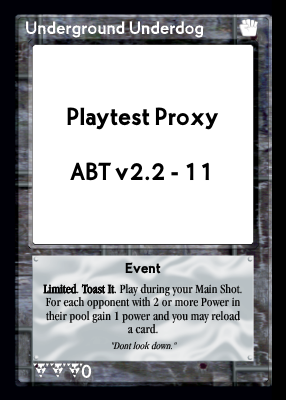 Underground Underdog
Playtest Proxy
ABT v2.2 - 11
Event
Limited. Toast It. Play during your Main Shot.
For each opponent with 2 or more Power in
their pool gain 1 power and you may reload
a card.
"Dont look down."
0